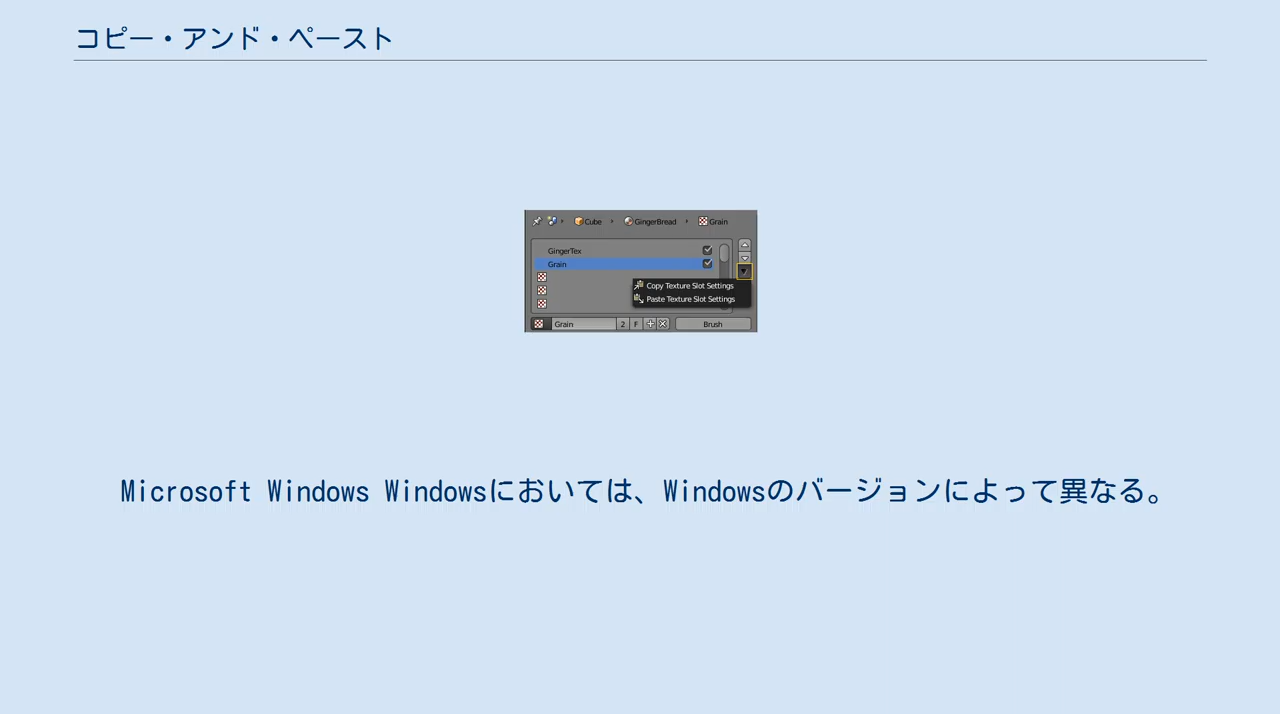 コピー・アンド・ペースト
Cube GingerBread Grain
GingerTex
Grain
Copy Texture Slot Settings
Paste Texture Slot Settings
Grain 2 F Brush
Microsoft Windows Windowsにおいては、Windowsのバージョンによって異なる。